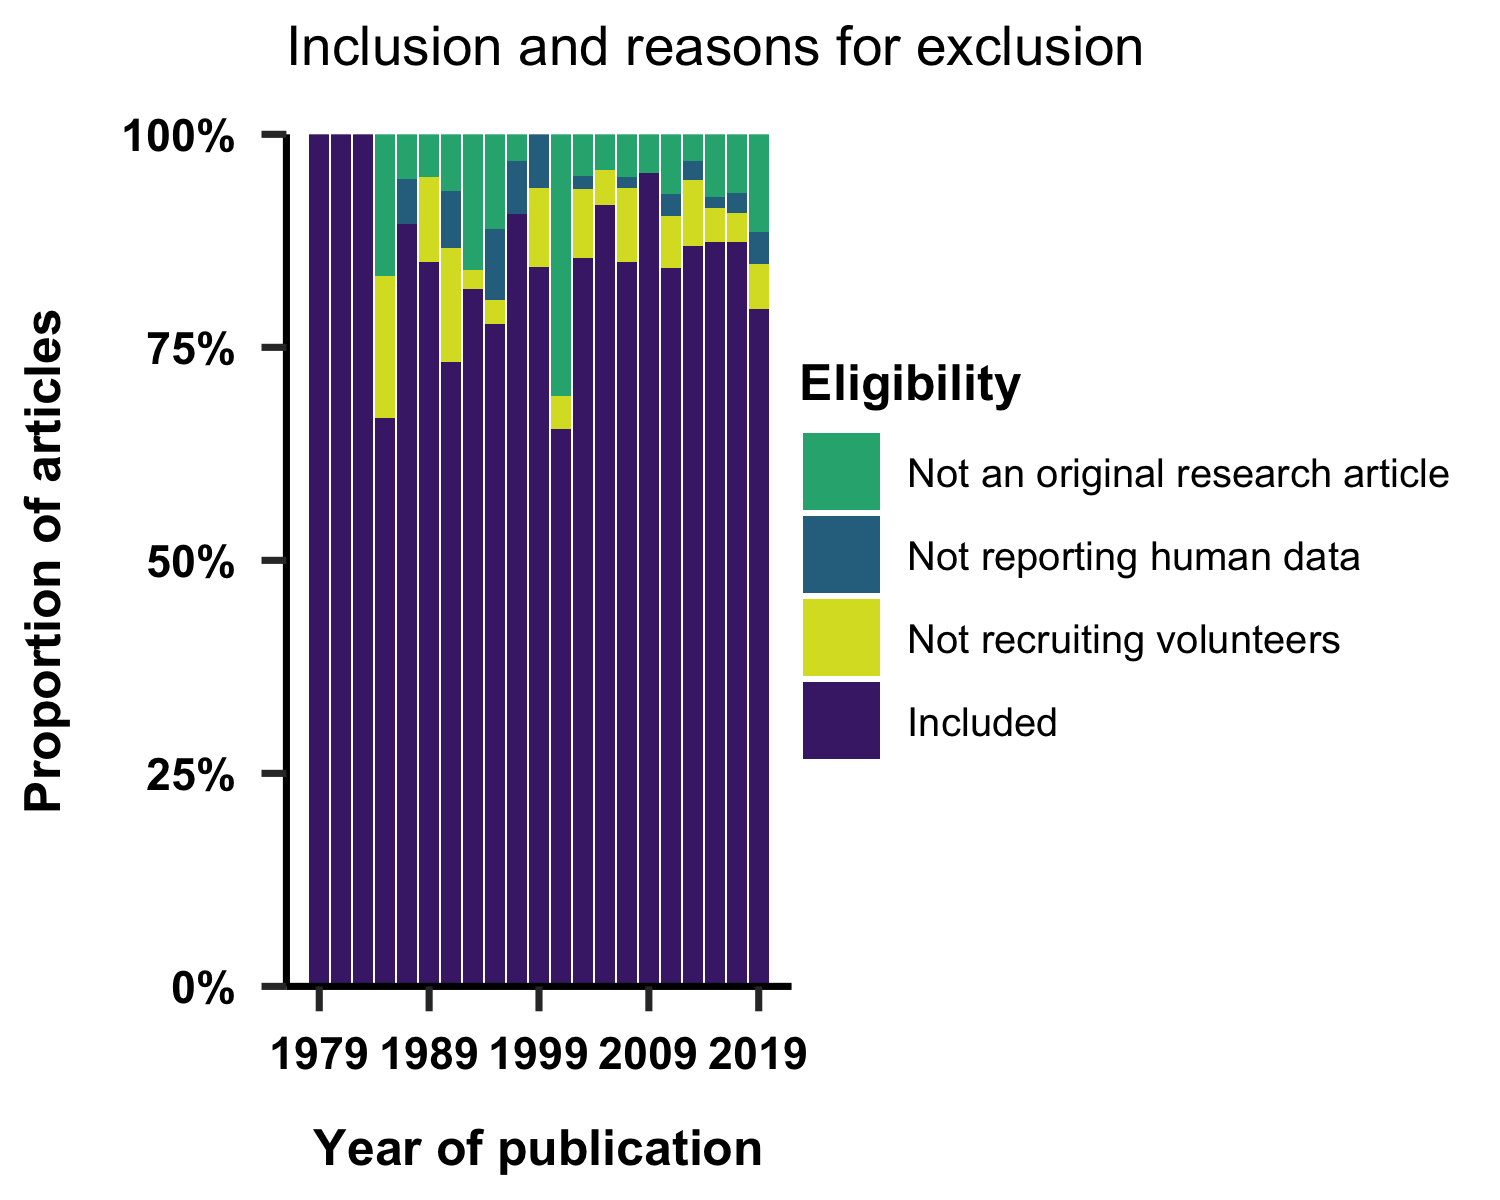 Inclusion and reasons for exclusion
100%
75%
50%
25%
0%
Proportion of articles
1979 1989 1999 2009 2019
Year of publication
Eligibility
Not an original research article
Not reporting human data
Not recruiting volunteers
Included